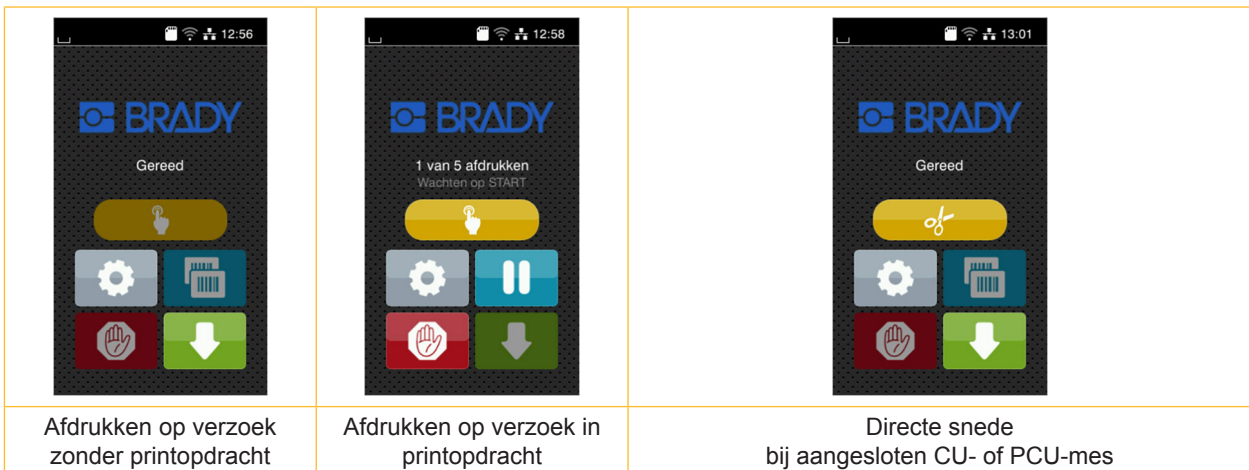 12:56
BRADY
Gereed
Afdrukken op verzoek
zonder printopdracht
12:58
BRADY
1 van 5 afdrukken
Wachten op START
Afdrukken op verzoek in
printopdracht
13:01
BRADY
Gereed
Directe snede
bij aangesloten CU- of PCU-mes